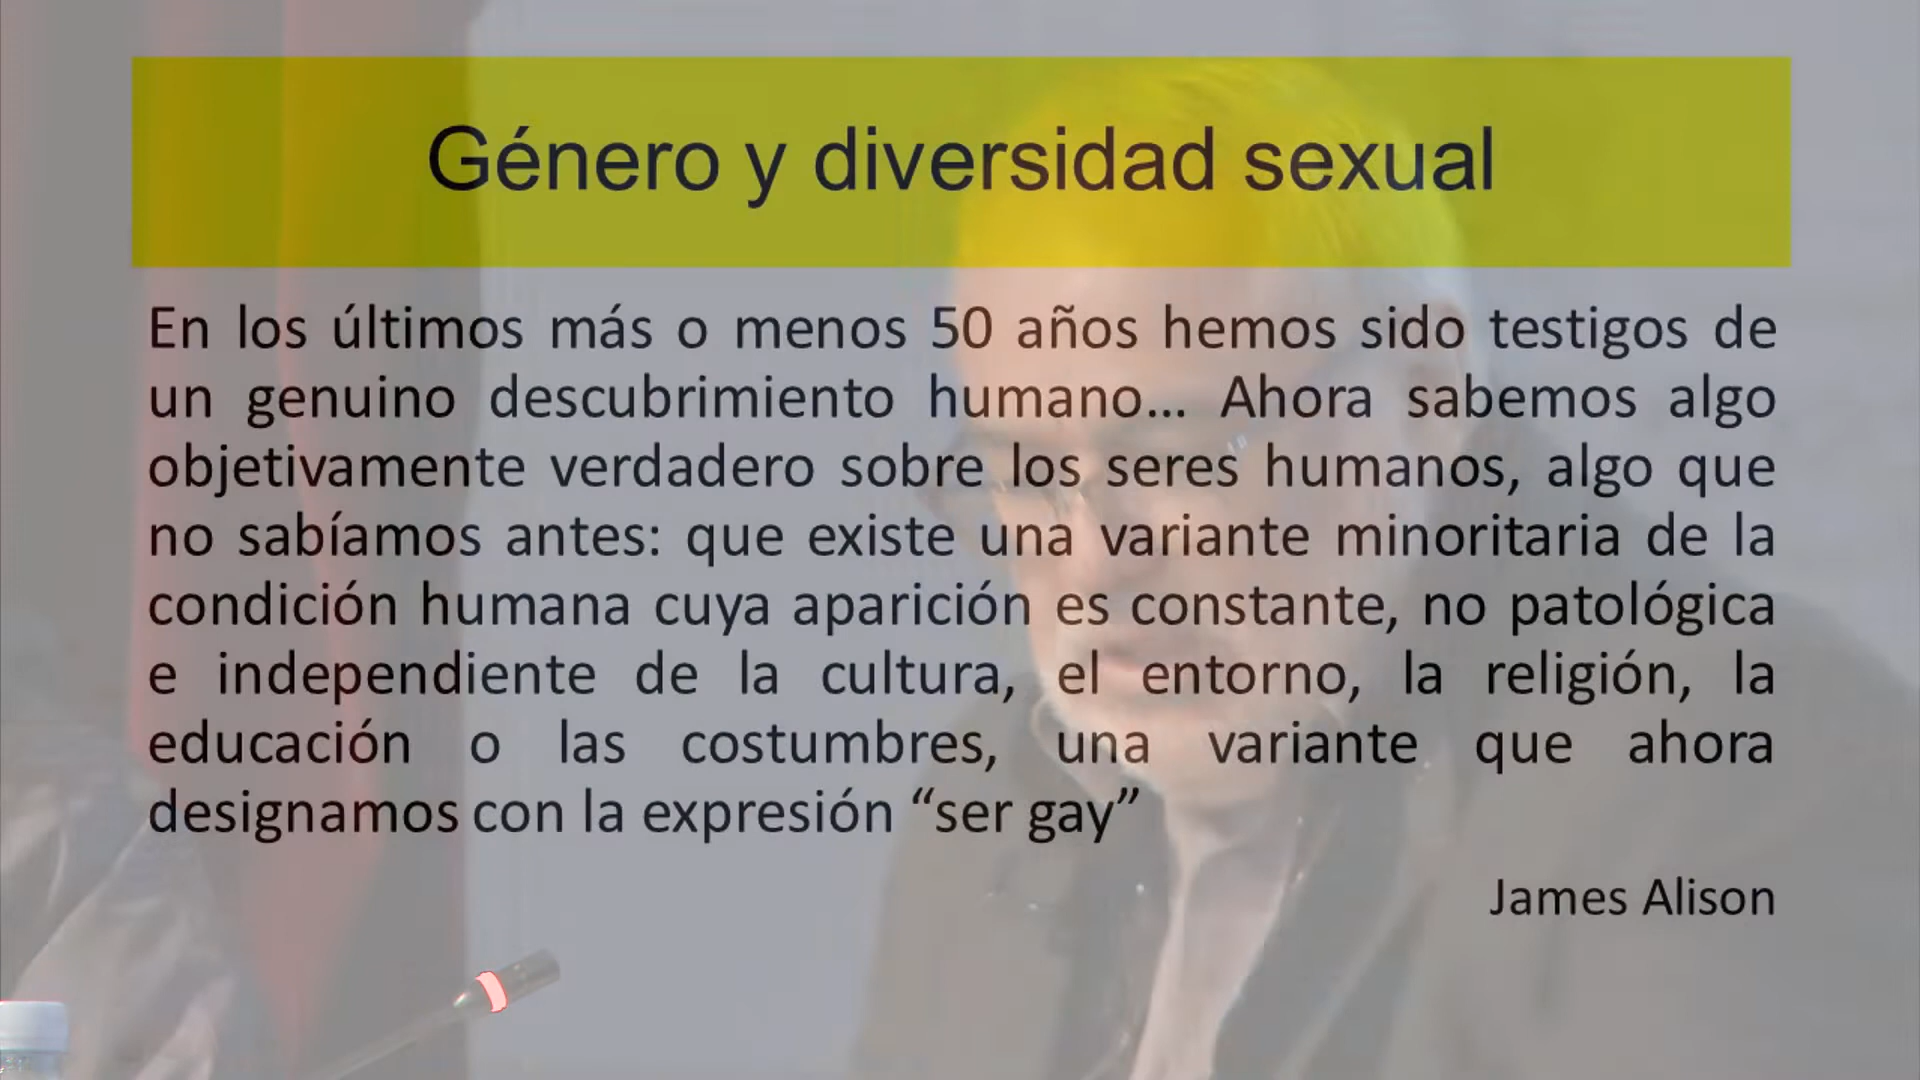 Género y diversidad sexual
En los últimos más o menos 50 años hemos sido testigos de
un genuino descubrimiento humano... Ahora sabemos algo
objetivamente verdadero sobre los seres humanos, algo que
no sabíamos antes: que existe una variante minoritaria de la
condición humana cuya aparición es constante, no patológica
e independiente de la cultura, el entorno, la religión, la
educación o las costumbres, una variante que ahora
designamos con la expresión “ser gay”
James Alison